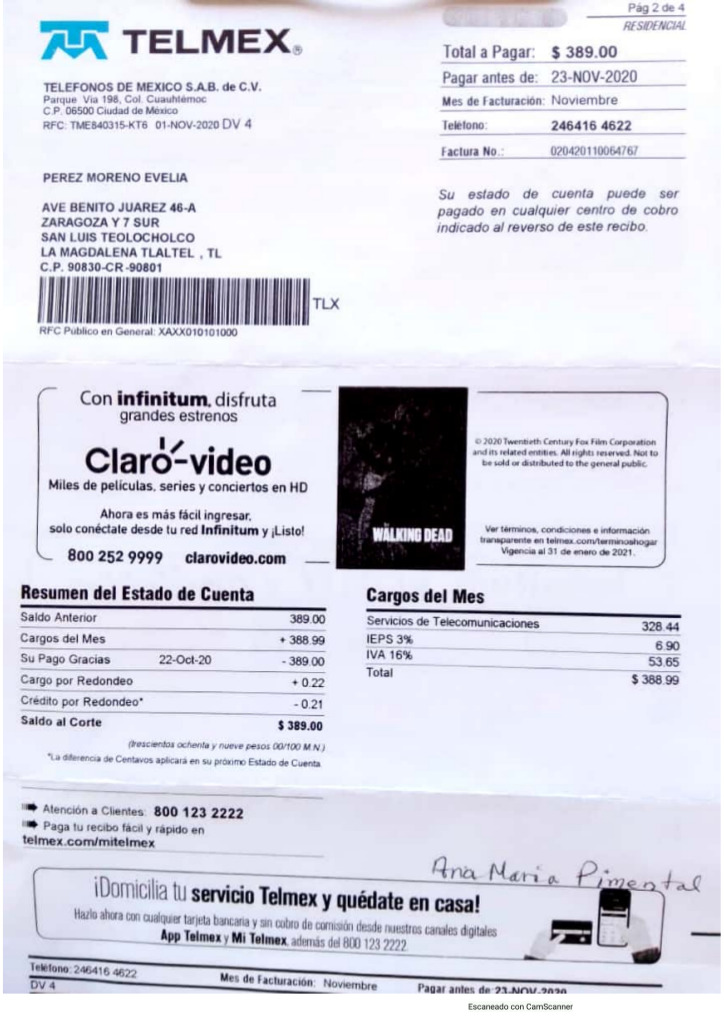 Pág 2 de 4
RESIDENCIAL
TELMEX®
Total a Pagar: $ 389.00
Pagar antes de: 23-NOV-2020
Mes de Facturación: Noviembre
Teléfono: 246416 4622
Factura No.: 020420110064767
TELEFONOS DE MEXICO S.A.B. de C.V.
Parque Vía 198, Col. Cuauhtémoc
C.P. 06500 Ciudad de México
RFC: TME840315-KT6 01-NOV-2020 DV 4
Su estado de cuenta puede ser
pagado en cualquier centro de cobro
indicado al reverso de este recibo.
PEREZ MORENO EVELIA
AVE BENITO JUAREZ 46-A
ZARAGOZA Y 7 SUR
SAN LUIS TEOLOCHOLCO
LA MAGDALENA TLALTEL , TL
C.P. 90830-CR -90801
TLX
RFC Público en General: XAXX010101000
Con infinitum, disfruta
grandes estrenos
Claro-video
Miles de películas, series y conciertos en HD
Ahora es más fácil ingresar,
solo conéctate desde tu red Infinitum y ¡Listo!
800 252 9999 clarovideo.com
WALKING DEAD
© 2020 Twentieth Century Fox Film Corporation
and its related entities. All rights reserved. Not to
be sold or distributed to the general public.
Ver términos, condiciones e información
transparente en telmex.com/terminoshogar
Vigencia al 31 de enero de 2021.
Resumen del Estado de Cuenta
Saldo Anterior 389.00
Cargos del Mes + 388.99
Su Pago Gracias 22-Oct-20 - 389.00
Cargo por Redondeo + 0.22
Crédito por Redondeo* - 0.21
Saldo al Corte $ 389.00
(trescientos ochenta y nueve pesos 00/100 M.N.)
*La diferencia de Centavos aplicará en su próximo Estado de Cuenta
Cargos del Mes
Servicios de Telecomunicaciones 328.44
IEPS 3% 6.90
IVA 16% 53.65
Total $ 388.99
Atención a Clientes: 800 123 2222
Paga tu recibo fácil y rápido en
telmex.com/mitelmex
Ana Maria Pimental
¡Domicilia tu servicio Telmex y quédate en casa!
Hazlo ahora con cualquier tarjeta bancaria y sin cobro de comisión desde nuestros canales digitales
App Telmex y Mi Telmex, además del 800 123 2222
Teléfono: 246416 4622 Mes de Facturación: Noviembre Pagar antes de: 23-NOV-2020
DV 4
Escaneado con CamScanner